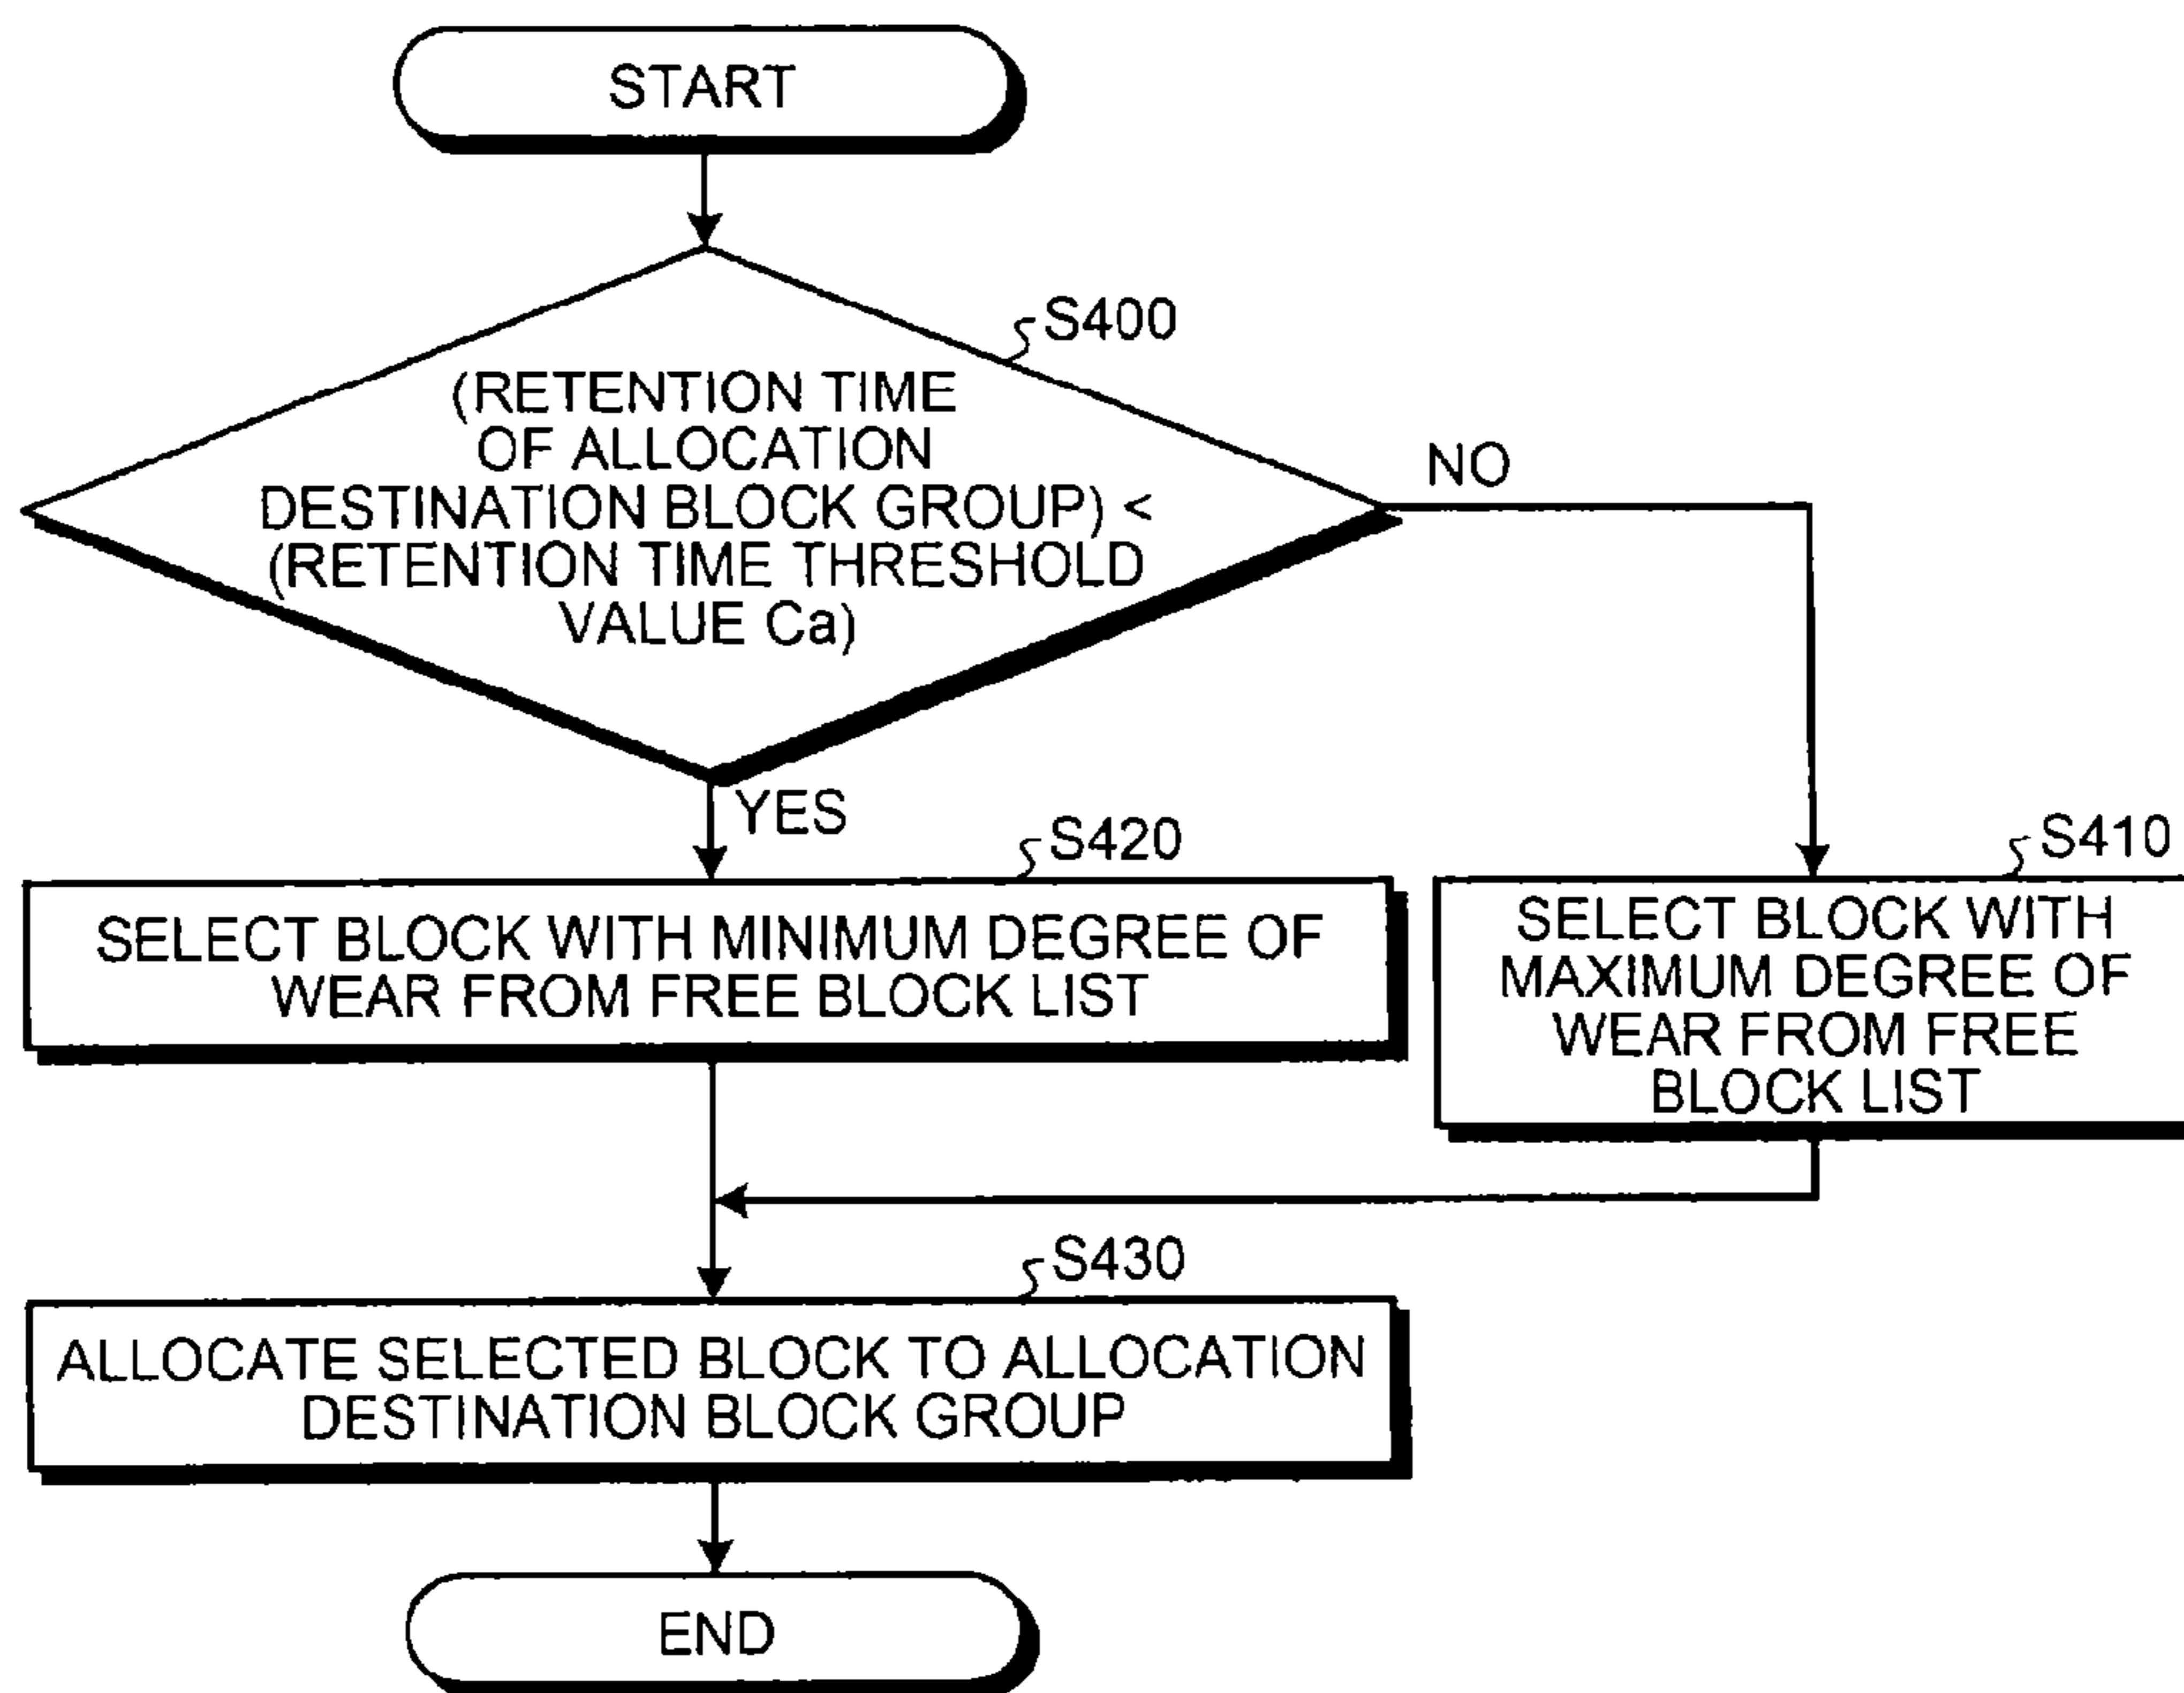 START
S400
(RETENTION TIME
OF ALLOCATION
DESTINATION BLOCK GROUP) <
(RETENTION TIME THRESHOLD
VALUE Ca)
NO
YES
S420
SELECT BLOCK WITH MINIMUM DEGREE OF
WEAR FROM FREE BLOCK LIST
S410
SELECT BLOCK WITH
MAXIMUM DEGREE OF
WEAR FROM FREE
BLOCK LIST
S430
ALLOCATE SELECTED BLOCK TO ALLOCATION
DESTINATION BLOCK GROUP
END